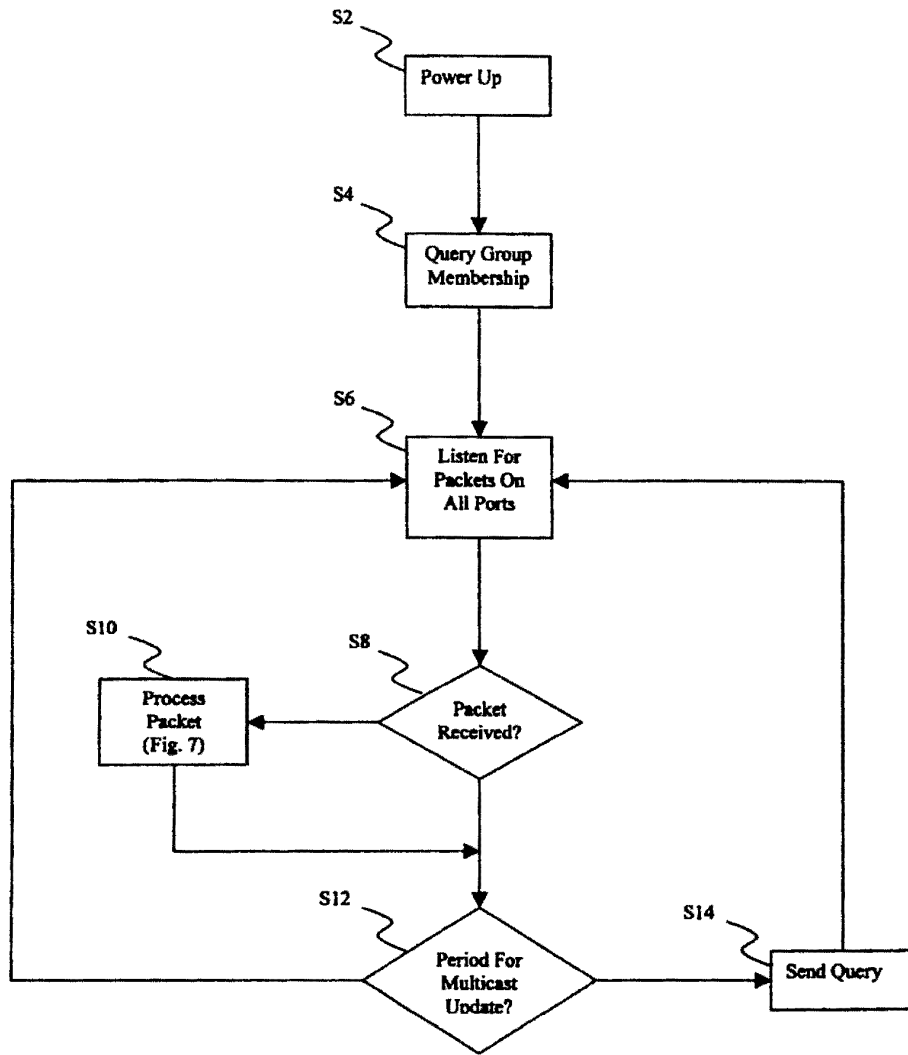 S2
Power Up
S4
Query Group
Membership
S6
Listen For
Packets On
All Ports
S10
Process
Packet
(Fig. 7)
S8
Packet
Received?
S12
Period For
Multicast
Update?
S14
Send Query